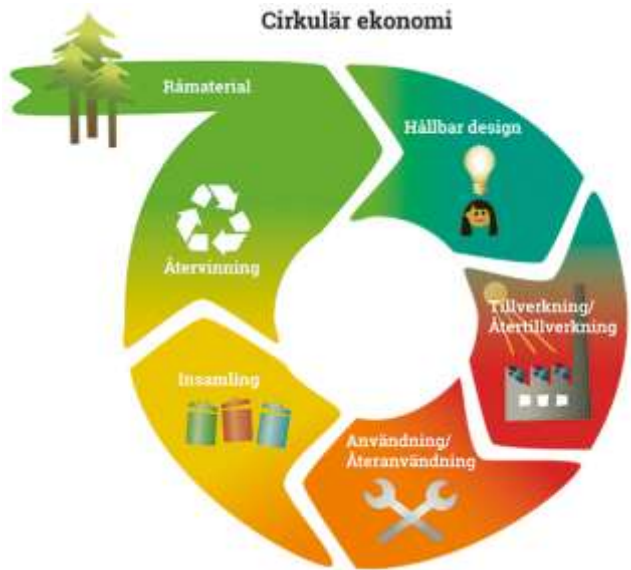 Cirkulär ekonomi
Råmaterial
Hållbar design
Tillverkning/
Återtillverkning
Användning/
Återanvändning
Insamling
Återvinning